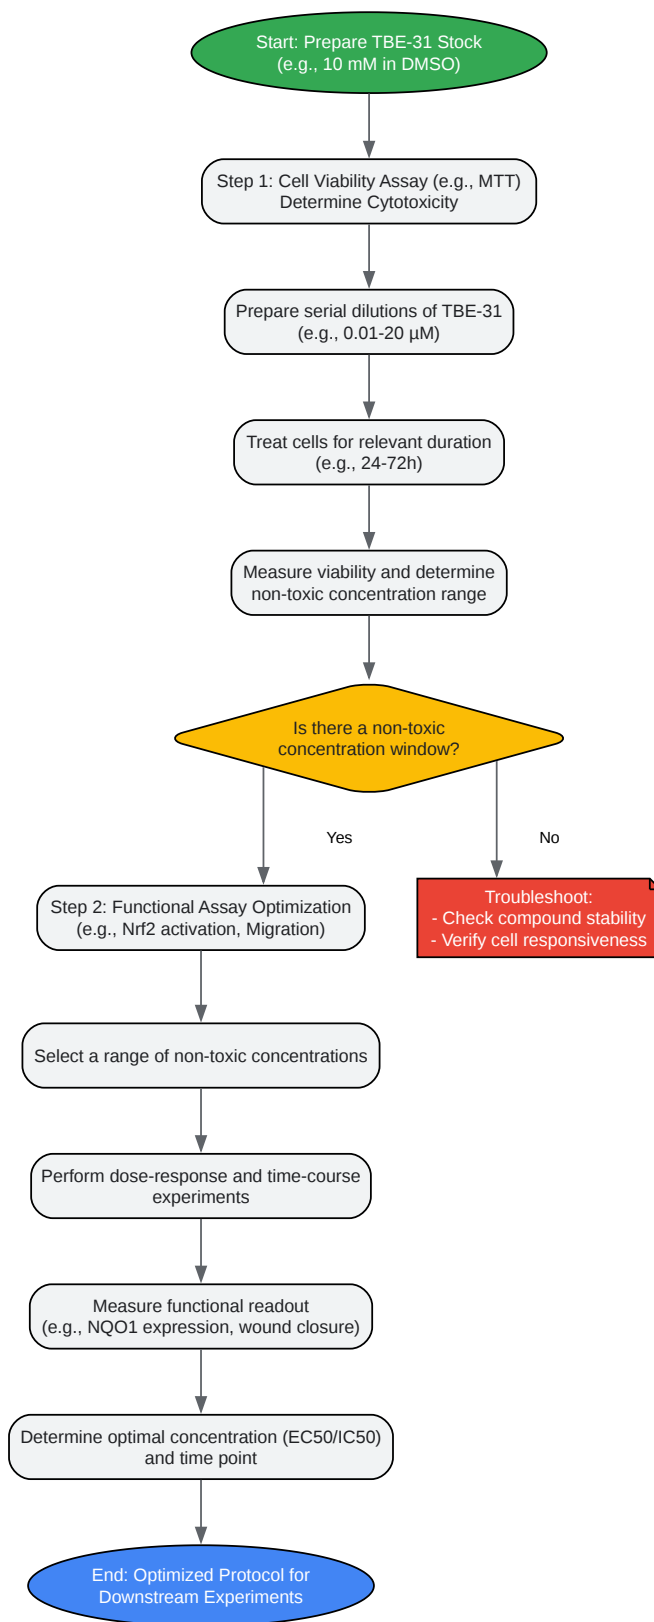 Start: Prepare TBE-31 Stock
(e.g., 10 mM in DMSO)
Step 1: Cell Viability Assay (e.g., MTT)
Determine Cytotoxicity
Prepare serial dilutions of TBE-31
(e.g., 0.01-20 µM)
Treat cells for relevant duration
(e.g., 24-72h)
Measure viability and determine
non-toxic concentration range
Is there a non-toxic
concentration window?
Yes
No
Step 2: Functional Assay Optimization
(e.g., Nrf2 activation, Migration)
Troubleshoot:
- Check compound stability
- Verify cell responsiveness
Select a range of non-toxic concentrations
Perform dose-response and time-course
experiments
Measure functional readout
(e.g., NQO1 expression, wound closure)
Determine optimal concentration (EC50/IC50)
and time point
End: Optimized Protocol for
Downstream Experiments